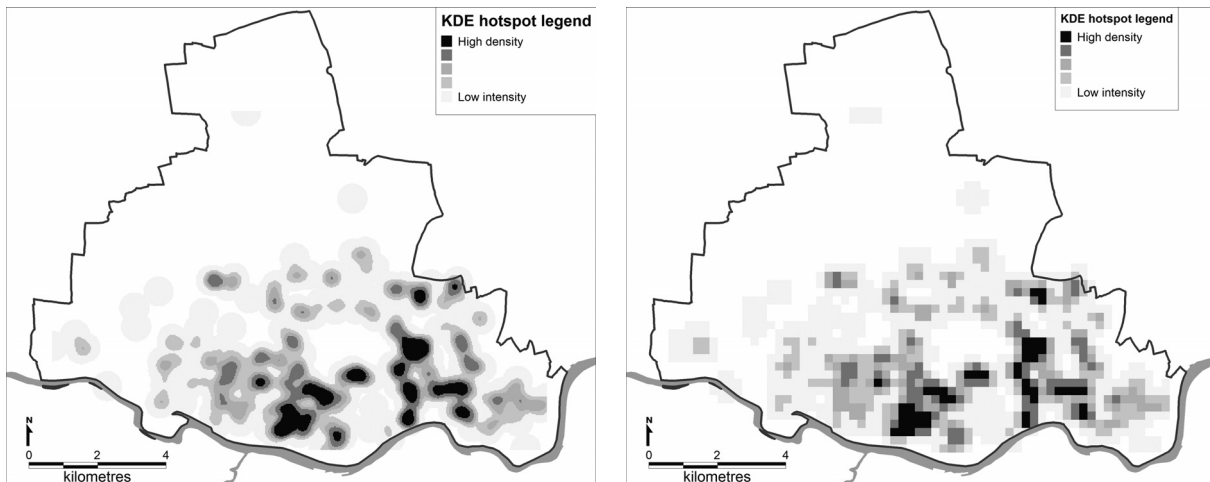 KDE hotspot legend
High density
Low intensity
N
0 2 4
kilometres
KDE hotspot legend
High density
Low intensity
N
0 2 4
kilometres